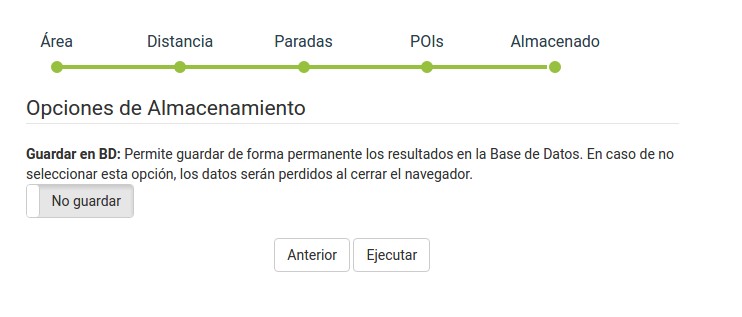 Área Distancia Paradas POIs Almacenado
Opciones de Almacenamiento
Guardar en BD: Permite guardar de forma permanente los resultados en la Base de Datos. En caso de no
seleccionar esta opción, los datos serán perdidos al cerrar el navegador.
No guardar
Anterior Ejecutar